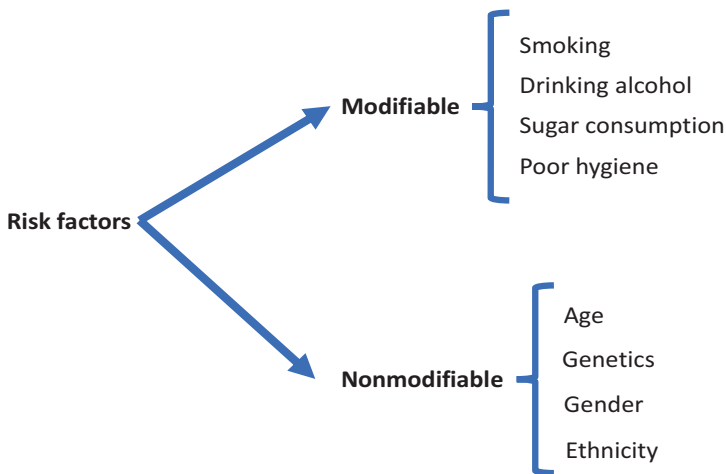 Risk factors
Modifiable
Smoking
Drinking alcohol
Sugar consumption
Poor hygiene
Nonmodifiable
Age
Genetics
Gender
Ethnicity